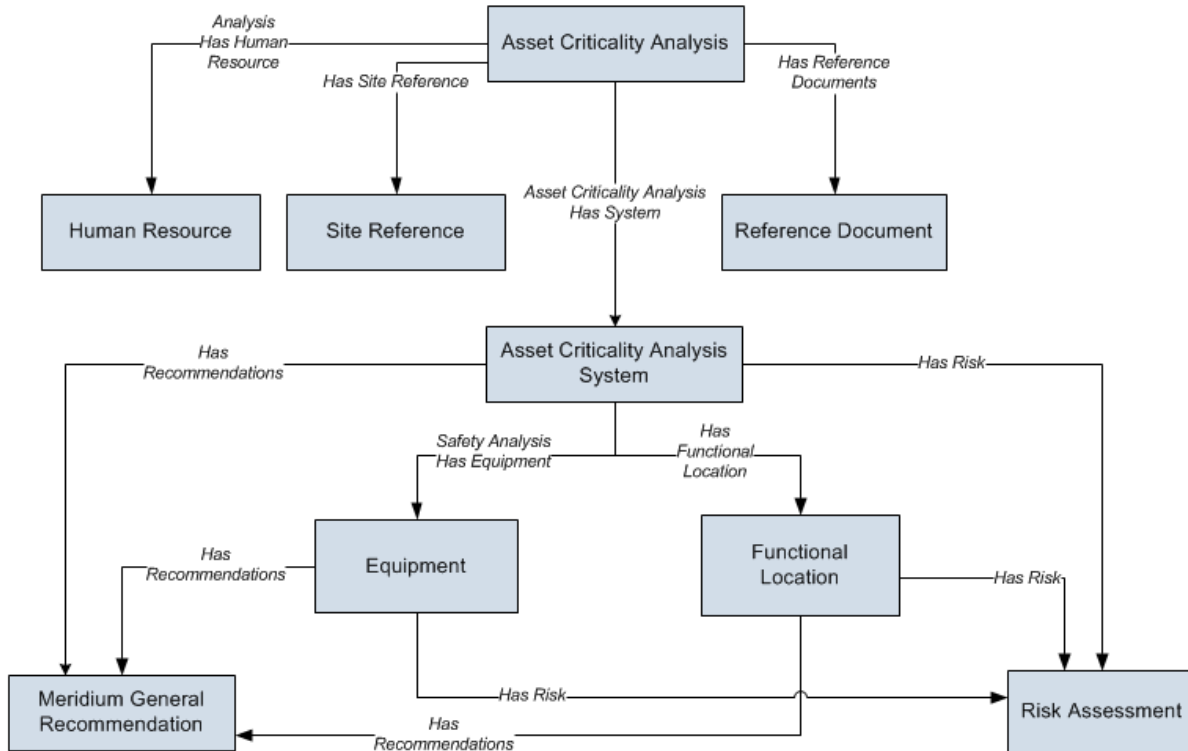 Analysis
Has Human
Resource
Asset Criticality Analysis
Has Reference
Documents
Has Site Reference
Human Resource
Site Reference
Asset Criticality Analysis
Has System
Reference Document
Has
Recommendations
Asset Criticality Analysis
System
Has Risk
Safety Analysis
Has Equipment
Has
Functional
Location
Has
Recommendations
Equipment
Functional
Location
Has Risk
Meridium General
Recommendation
Has Risk
Has
Recommendations
Risk Assessment